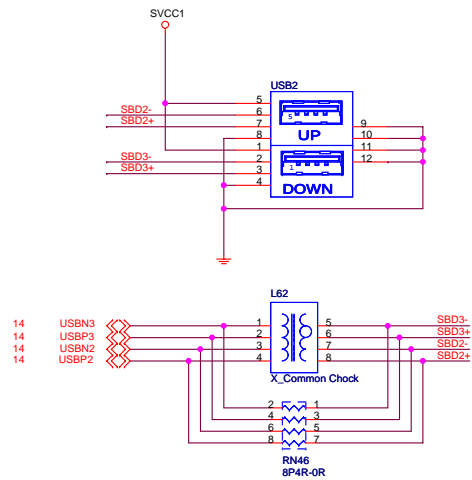 SVCC1
USB2
SBD2-
SBD2+
SBD3-
SBD3+
5
6
7
8
1
2
3
4
5
UP
1
DOWN
9
10
11
12
L62
14 USBN3
14 USBP3
14 USBN2
14 USBP2
1 5 SBD3-
2 6 SBD3+
3 7 SBD2-
4 8 SBD2+
X_Common Chock
2 1
4 3
6 5
8 7
RN46
8P4R-0R